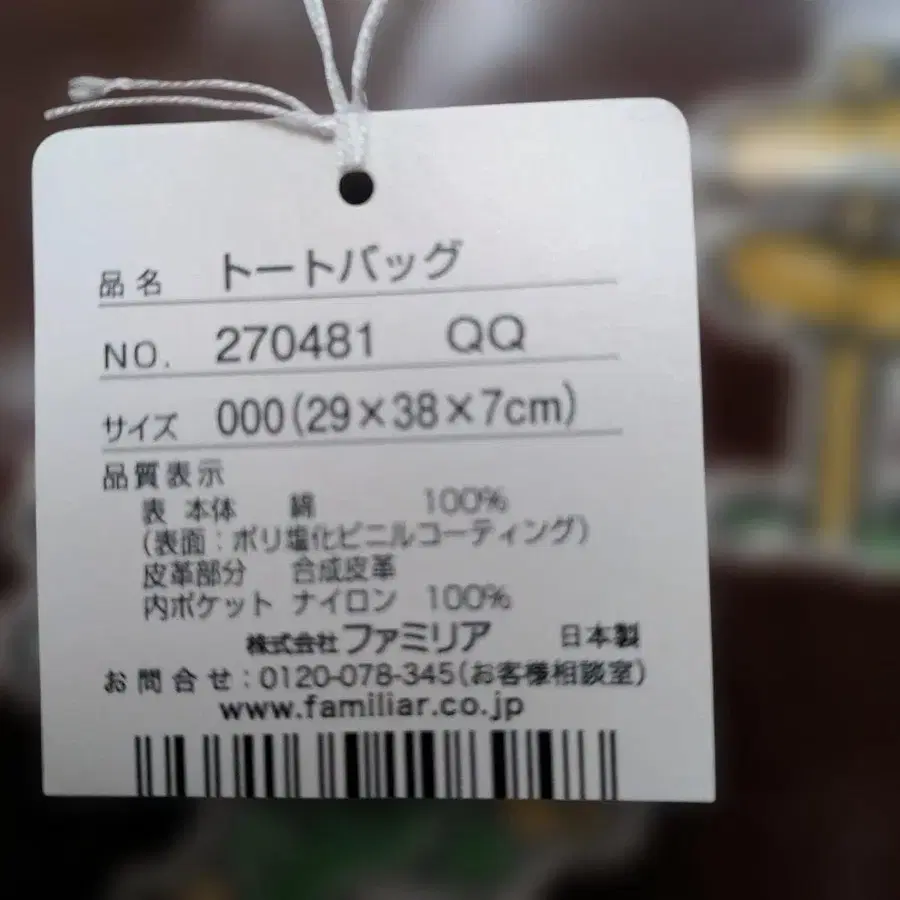 品名 トートバッグ
NO. 270481 QQ
サイズ 000(29×38×7cm)
品質表示
表 本体 綿 100%
(表面:ポリ塩化ビニルコーティング)
皮革部分 合成皮革
内ポケット ナイロン 100%
株式会社ファミリア 日本製
お問合せ:0120-078-345(お客様相談室)
www.familiar.co.jp